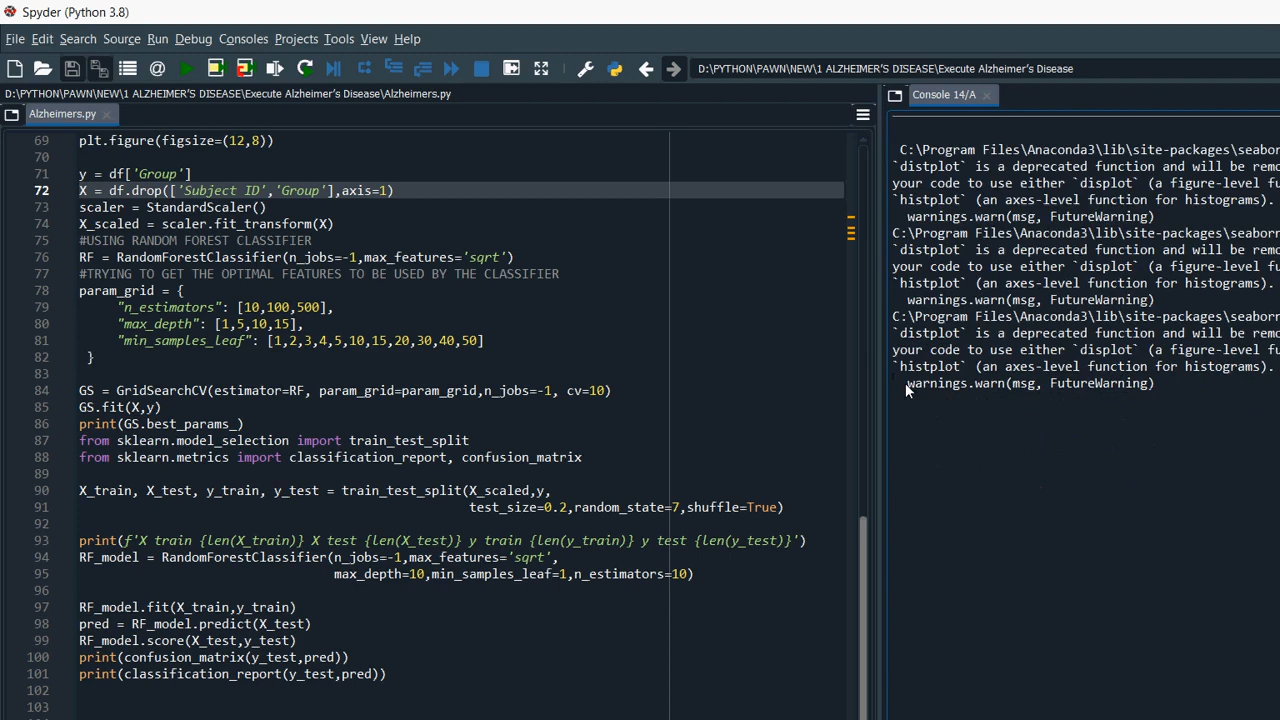 Spyder (Python 3.8)
File Edit Search Source Run Debug Consoles Projects Tools View Help
D:\PYTHON\PAWN\NEW\1 ALZHEIMER'S DISEASE\Execute Alzheimer's Disease
D:\PYTHON\PAWN\NEW\1 ALZHEIMER'S DISEASE\Execute Alzheimer's Disease\Alzheimers.py
Alzheimers.py
69 plt.figure(figsize=(12,8))
70
71 y = df['Group']
72 X = df.drop(['Subject ID','Group'],axis=1)
73 scaler = StandardScaler()
74 X_scaled = scaler.fit_transform(X)
75 #USING RANDOM FOREST CLASSIFIER
76 RF = RandomForestClassifier(n_jobs=-1,max_features='sqrt')
77 #TRYING TO GET THE OPTIMAL FEATURES TO BE USED BY THE CLASSIFIER
78 param_grid = {
79 "n_estimators": [10,100,500],
80 "max_depth": [1,5,10,15],
81 "min_samples_leaf": [1,2,3,4,5,10,15,20,30,40,50]
82 }
83
84 GS = GridSearchCV(estimator=RF, param_grid=param_grid,n_jobs=-1, cv=10)
85 GS.fit(X,y)
86 print(GS.best_params_)
87 from sklearn.model_selection import train_test_split
88 from sklearn.metrics import classification_report, confusion_matrix
89
90 X_train, X_test, y_train, y_test = train_test_split(X_scaled,y,
91 test_size=0.2,random_state=7,shuffle=True)
92
93 print(f'X train {len(X_train)} X test {len(X_test)} y train {len(y_train)} y test {len(y_test)}')
94 RF_model = RandomForestClassifier(n_jobs=-1,max_features='sqrt',
95 max_depth=10,min_samples_leaf=1,n_estimators=10)
96
97 RF_model.fit(X_train,y_train)
98 pred = RF_model.predict(X_test)
99 RF_model.score(X_test,y_test)
100 print(confusion_matrix(y_test,pred))
101 print(classification_report(y_test,pred))
102
103
Console 14/A
C:\Program Files\Anaconda3\lib\site-packages\seabor
`distplot` is a deprecated function and will be remo
your code to use either `displot` (a figure-level fu
`histplot` (an axes-level function for histograms).
warnings.warn(msg, FutureWarning)
C:\Program Files\Anaconda3\lib\site-packages\seaborn
`distplot` is a deprecated function and will be remo
your code to use either `displot` (a figure-level fu
`histplot` (an axes-level function for histograms).
warnings.warn(msg, FutureWarning)
C:\Program Files\Anaconda3\lib\site-packages\seaborn
`distplot` is a deprecated function and will be remo
your code to use either `displot` (a figure-level fu
`histplot` (an axes-level function for histograms).
warnings.warn(msg, FutureWarning)